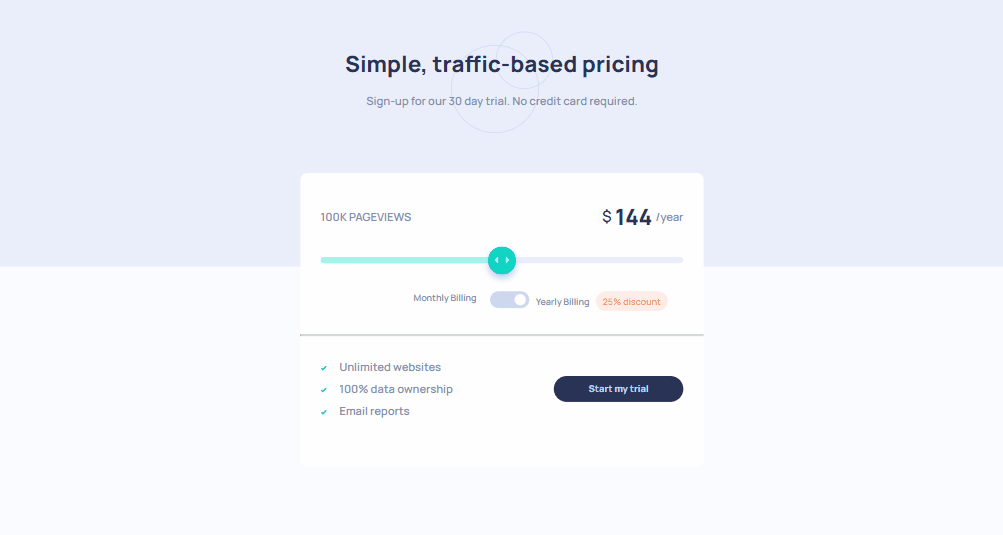 Simple, traffic-based pricing
Sign-up for our 30 day trial. No credit card required.
100K PAGEVIEWS
$ 144 /year
Monthly Billing
Yearly Billing 25% discount
Unlimited websites
100% data ownership
Email reports
Start my trial